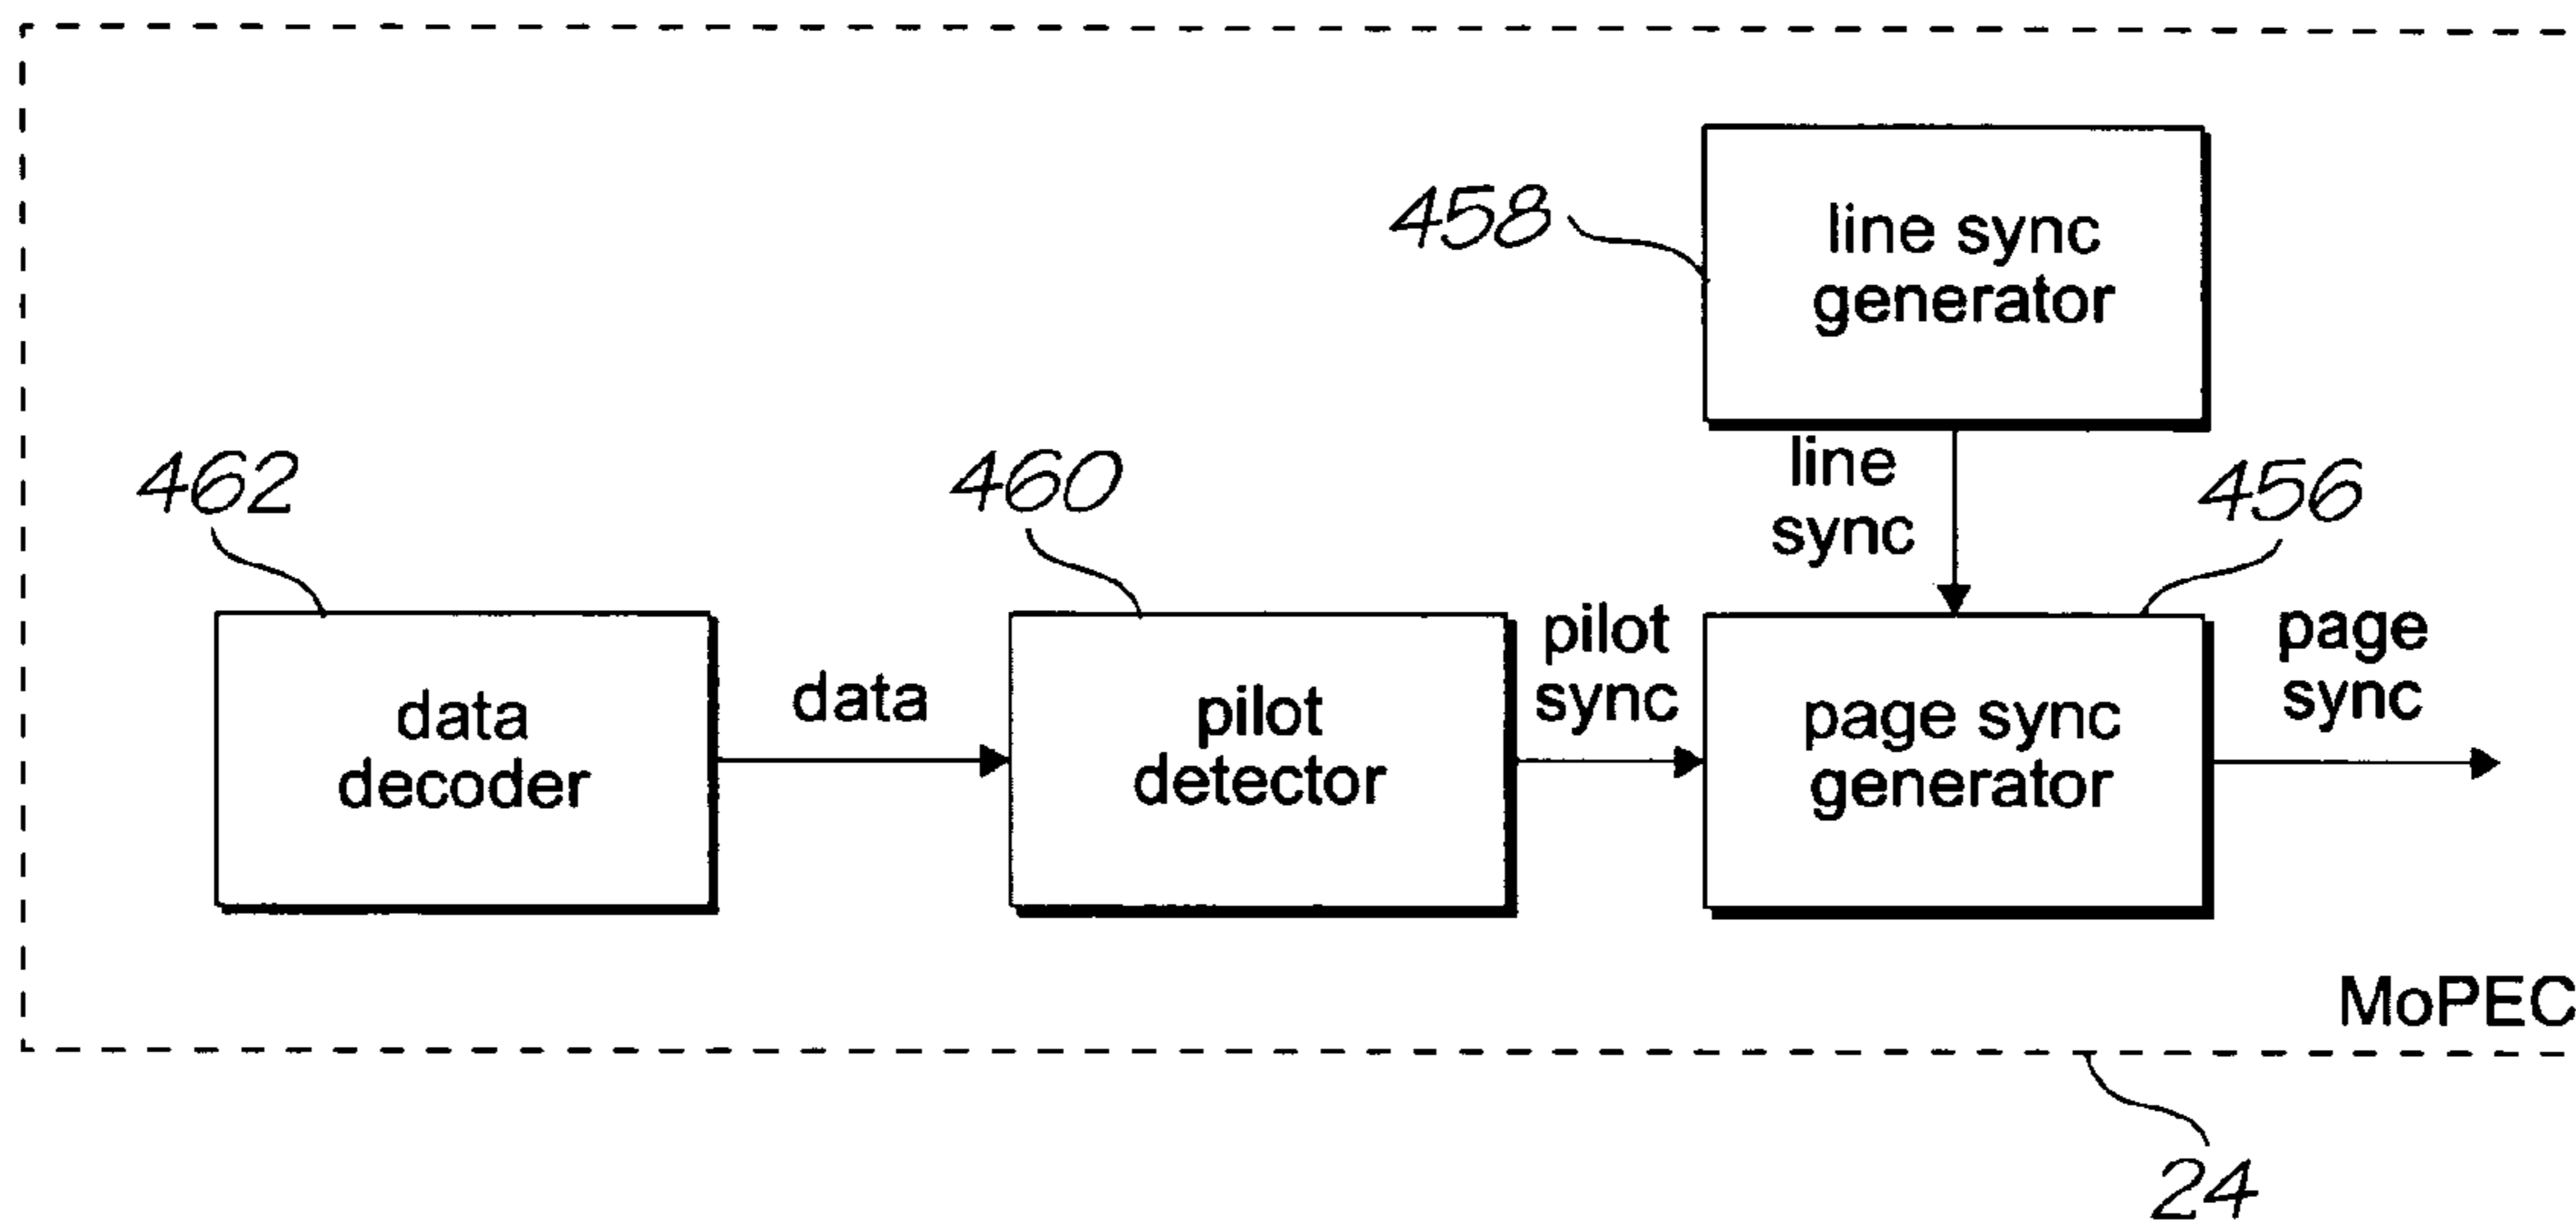 458
line sync
generator
line
sync
462
460
456
data
decoder
data
pilot
detector
pilot
sync
page sync
generator
page
sync
MoPEC
24